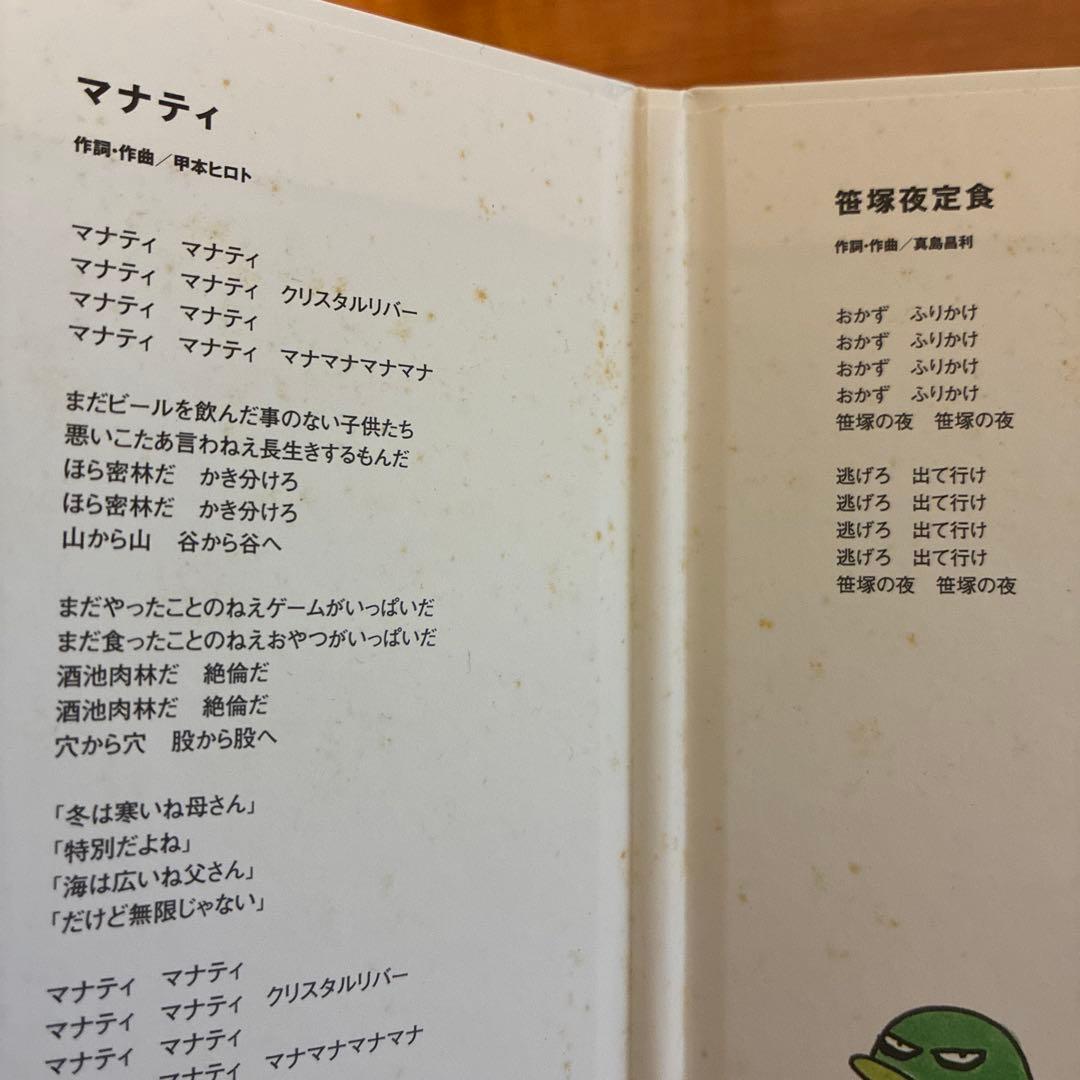 マナティ
作詞・作曲／甲本ヒロト
マナティ　マナティ
マナティ　マナティ　クリスタルリバー
マナティ　マナティ
マナティ　マナティ　マナマナマナマナ
まだビールを飲んだ事のない子供たち
悪いこたあ言わねえ長生きするもんだ
ほら密林だ　かき分けろ
ほら密林だ　かき分けろ
山から山　谷から谷へ
まだやったことのねえゲームがいっぱいだ
まだ食ったことのねえおやつがいっぱいだ
酒池肉林だ　絶倫だ
酒池肉林だ　絶倫だ
穴から穴　股から股へ
「冬は寒いね母さん」
「特別だよね」
「海は広いね父さん」
「だけど無限じゃない」
マナティ　マナティ
マナティ　マナティ　クリスタルリバー
マナティ　マナティ
マナティ　マナマナマナマナ
笹塚夜定食
作詞・作曲／真島昌利
おかず　ふりかけ
おかず　ふりかけ
おかず　ふりかけ
おかず　ふりかけ
笹塚の夜　笹塚の夜
逃げろ　出て行け
逃げろ　出て行け
逃げろ　出て行け
逃げろ　出て行け
笹塚の夜　笹塚の夜